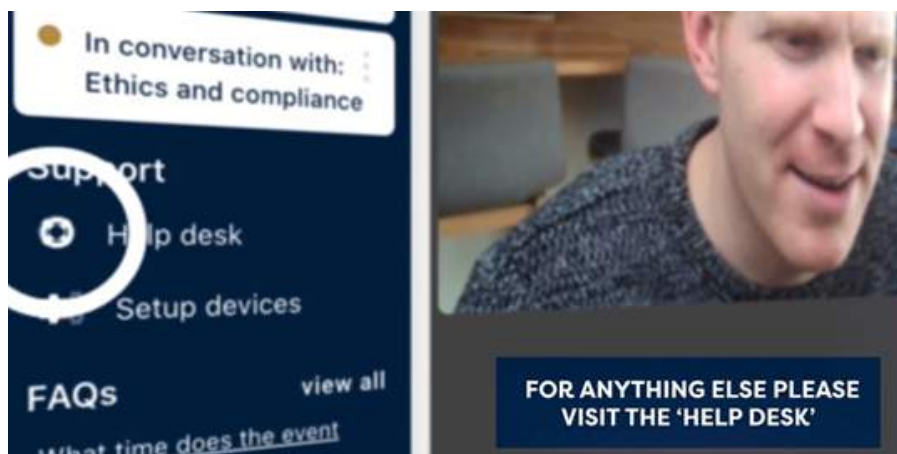 In conversation with:
Ethics and compliance
Support
Help desk
Setup devices
FAQs
view all
What time does the event
FOR ANYTHING ELSE PLEASE
VISIT THE ‘HELP DESK’